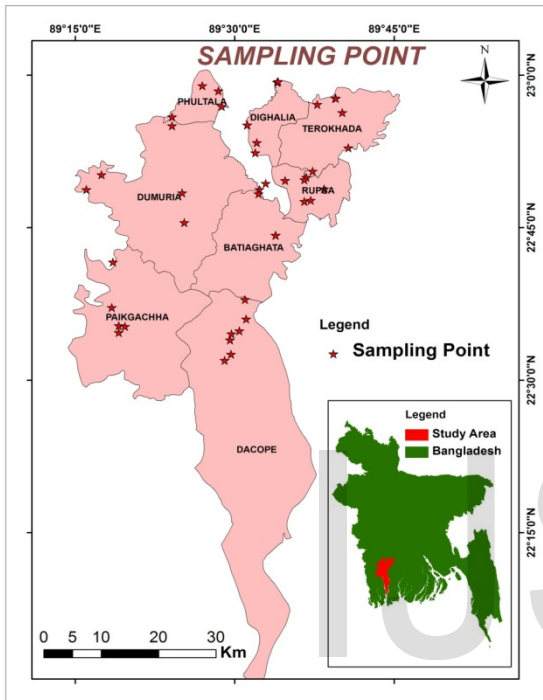 89°15'0"E 89°30'0"E 89°45'0"E
SAMPLING POINT
N
23°0'0"N
PHULTALA
DIGHALIA
TEROKHADA
DUMURIA
RUPSA
22°45'0"N
BATIAGHATA
PAIKGACHHA
Legend
Sampling Point
22°30'0"N
DACOPE
Legend
Study Area
Bangladesh
22°15'0"N
0 5 10 20 30
Km
IJS